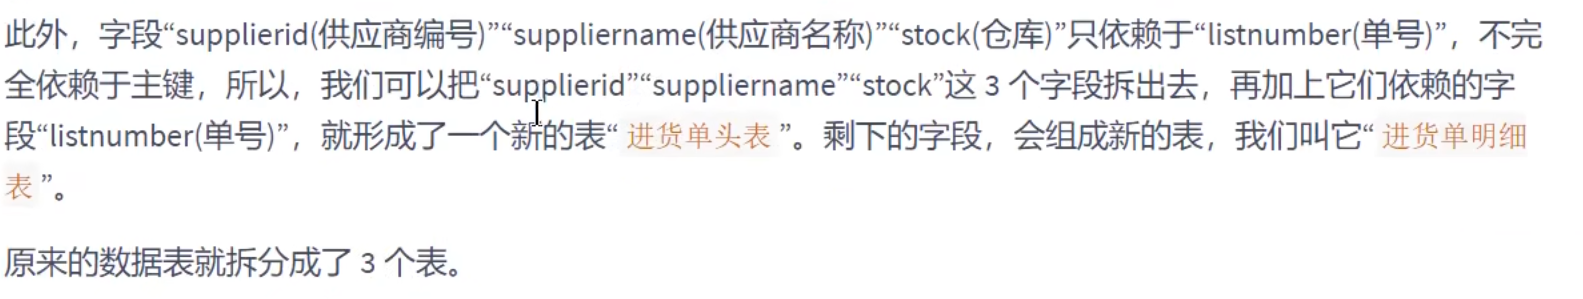 此外，字段“supplierid(供应商编号)”“suppliername(供应商名称)”“stock(仓库)”只依赖于“listnumber(单号)”，不完
全依赖于主键，所以，我们可以把“supplierid”“suppliername”“stock”这 3 个字段拆出去，再加上它们依赖的字
段“listnumber(单号)”，就形成了一个新的表“ 进货单头表 ”。剩下的字段，会组成新的表，我们叫它“ 进货单明细
表 ”。
原来的数据表就拆分成了 3 个表。